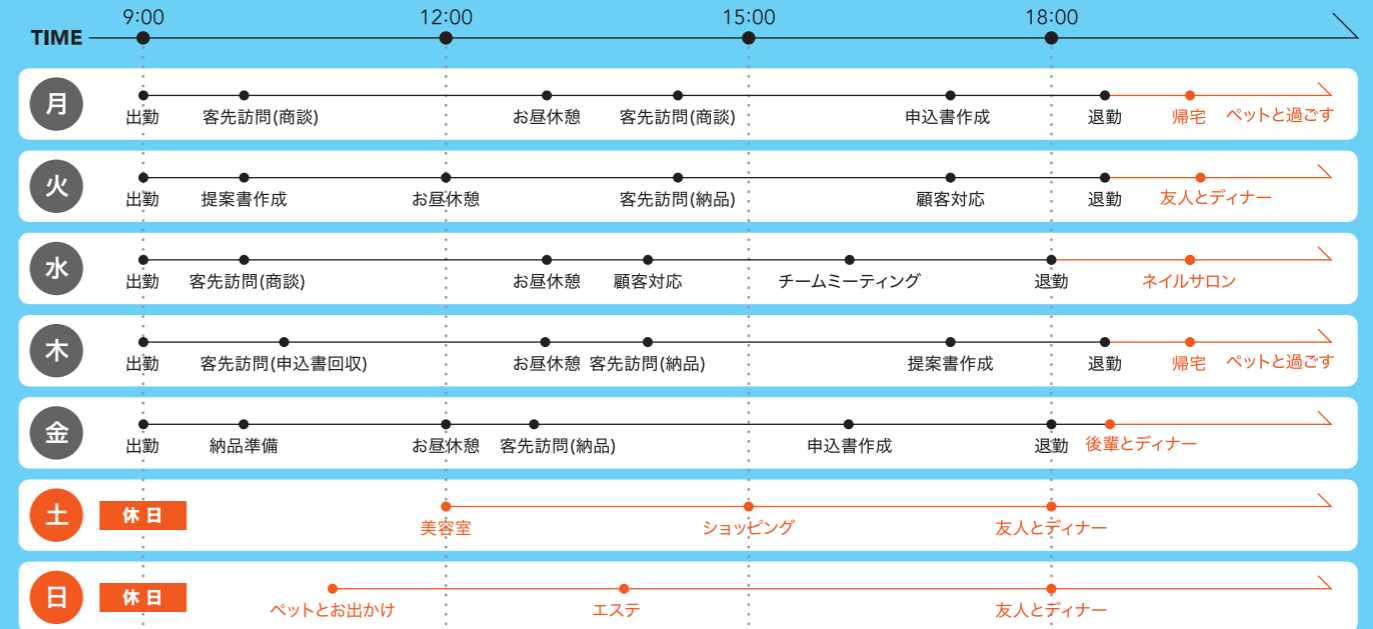 9:00 12:00 15:00 18:00
TIME
月
出勤 客先訪問(商談) お昼休憩 客先訪問(商談) 申込書作成 退勤 帰宅 ペットと過ごす
火
出勤 提案書作成 お昼休憩 客先訪問(納品) 顧客対応 退勤 友人とディナー
水
出勤 客先訪問(商談) お昼休憩 顧客対応 チームミーティング 退勤 ネイルサロン
木
出勤 客先訪問(申込書回収) お昼休憩 客先訪問(納品) 提案書作成 退勤 帰宅 ペットと過ごす
金
出勤 納品準備 お昼休憩 客先訪問(納品) 申込書作成 退勤 後輩とディナー
土 休日
美容室 ショッピング 友人とディナー
日 休日
ペットとお出かけ エステ 友人とディナー